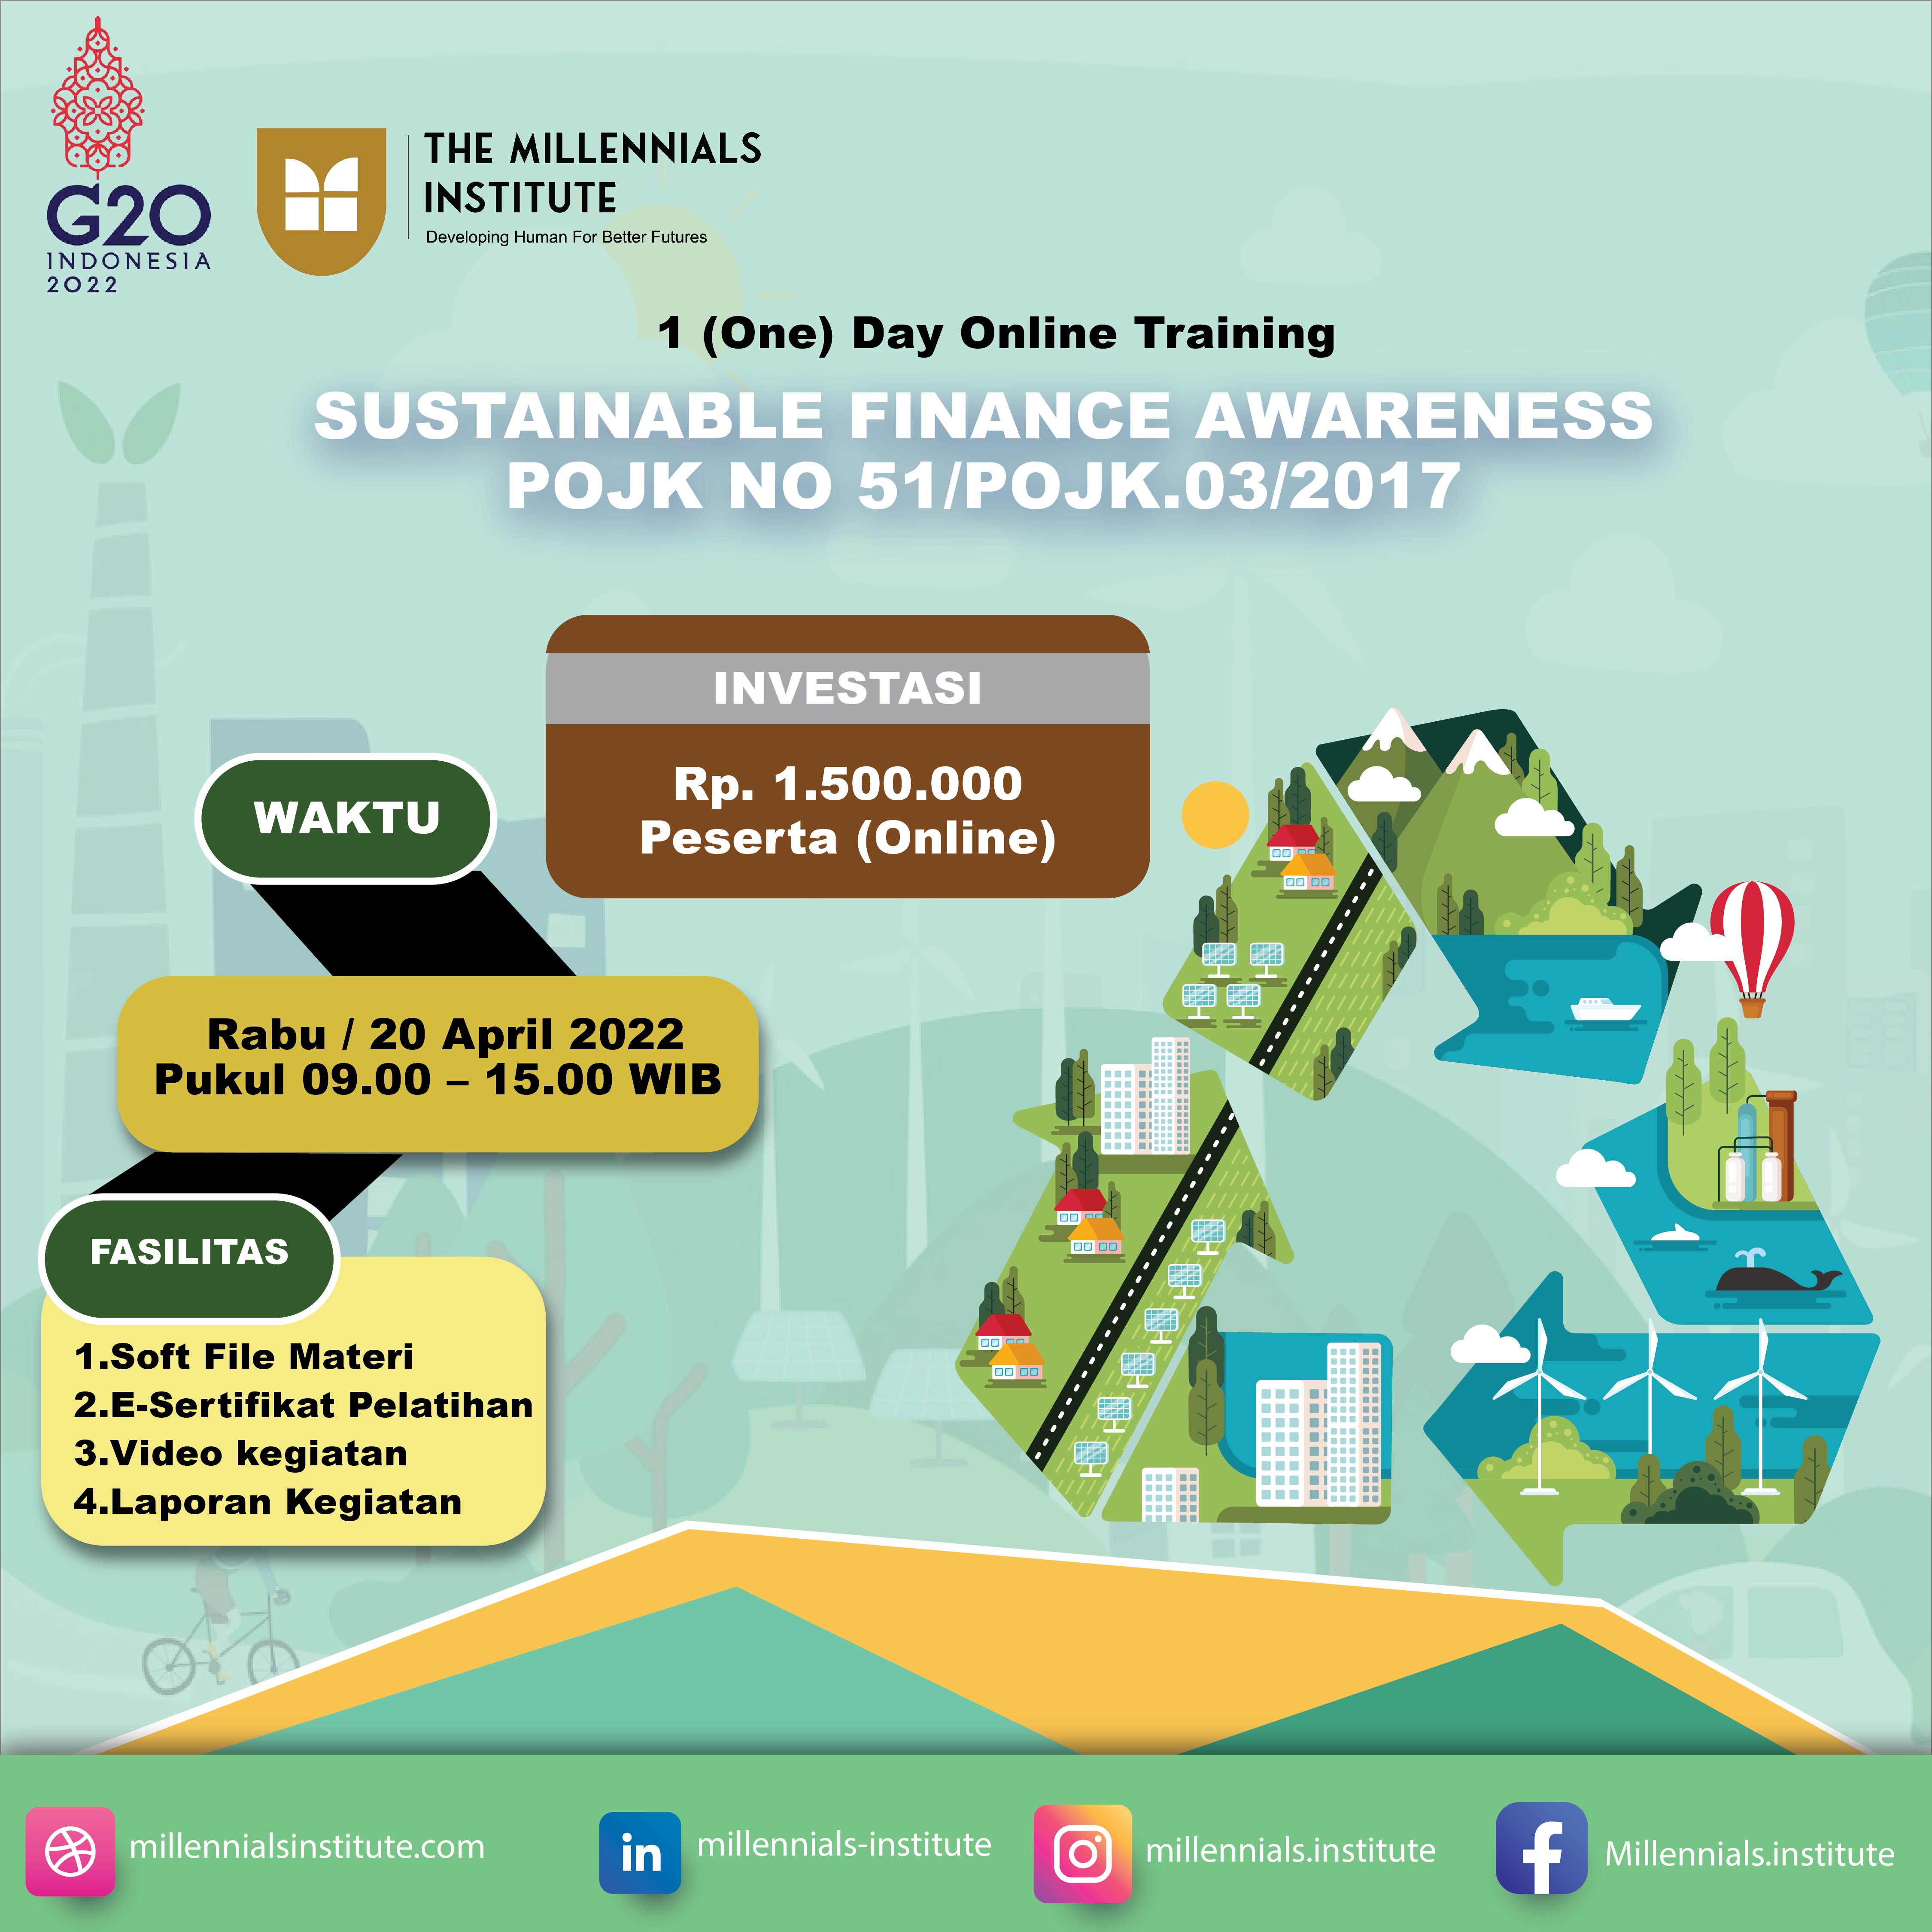 G20
INDONESIA
2022
THE MILLENNIALS
INSTITUTE
Developing Human For Better Futures
1 (One) Day Online Training
SUSTAINABLE FINANCE AWARENESS
POJK NO 51/POJK.03/2017
INVESTASI
Rp. 1.500.000
Peserta (Online)
WAKTU
Rabu / 20 April 2022
Pukul 09.00 – 15.00 WIB
FASILITAS
1.Soft File Materi
2.E-Sertifikat Pelatihan
3.Video kegiatan
4.Laporan Kegiatan
millennialsinstitute.com
in
millennials-institute
millennials.institute
f
Millennials.institute